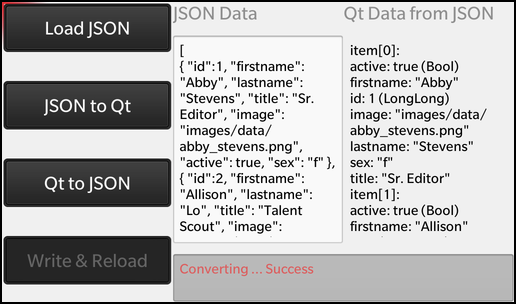 Load JSON
JSON to Qt
Qt to JSON
Write & Reload
JSON Data
[
{ "id":1, "firstname":
"Abby", "lastname":
"Stevens", "title": "Sr.
Editor", "image":
"images/data/
abby_stevens.png",
"active": true, "sex": "f" },
{ "id":2, "firstname":
"Allison", "lastname":
"Lo", "title": "Talent
Scout", "image":
Qt Data from JSON
item[0]:
active: true (Bool)
firstname: "Abby"
id: 1 (LongLong)
image: "images/data/
abby_stevens.png"
lastname: "Stevens"
sex: "f"
title: "Sr. Editor"
item[1]:
active: true (Bool)
firstname: "Allison"
Converting ... Success